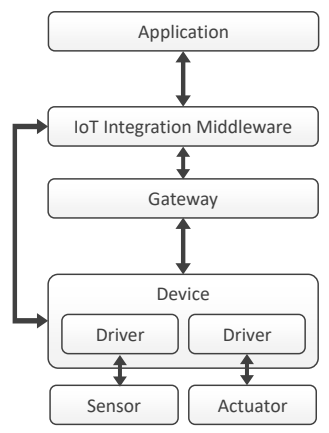 Application
IoT Integration Middleware
Gateway
Device
Driver
Driver
Sensor
Actuator